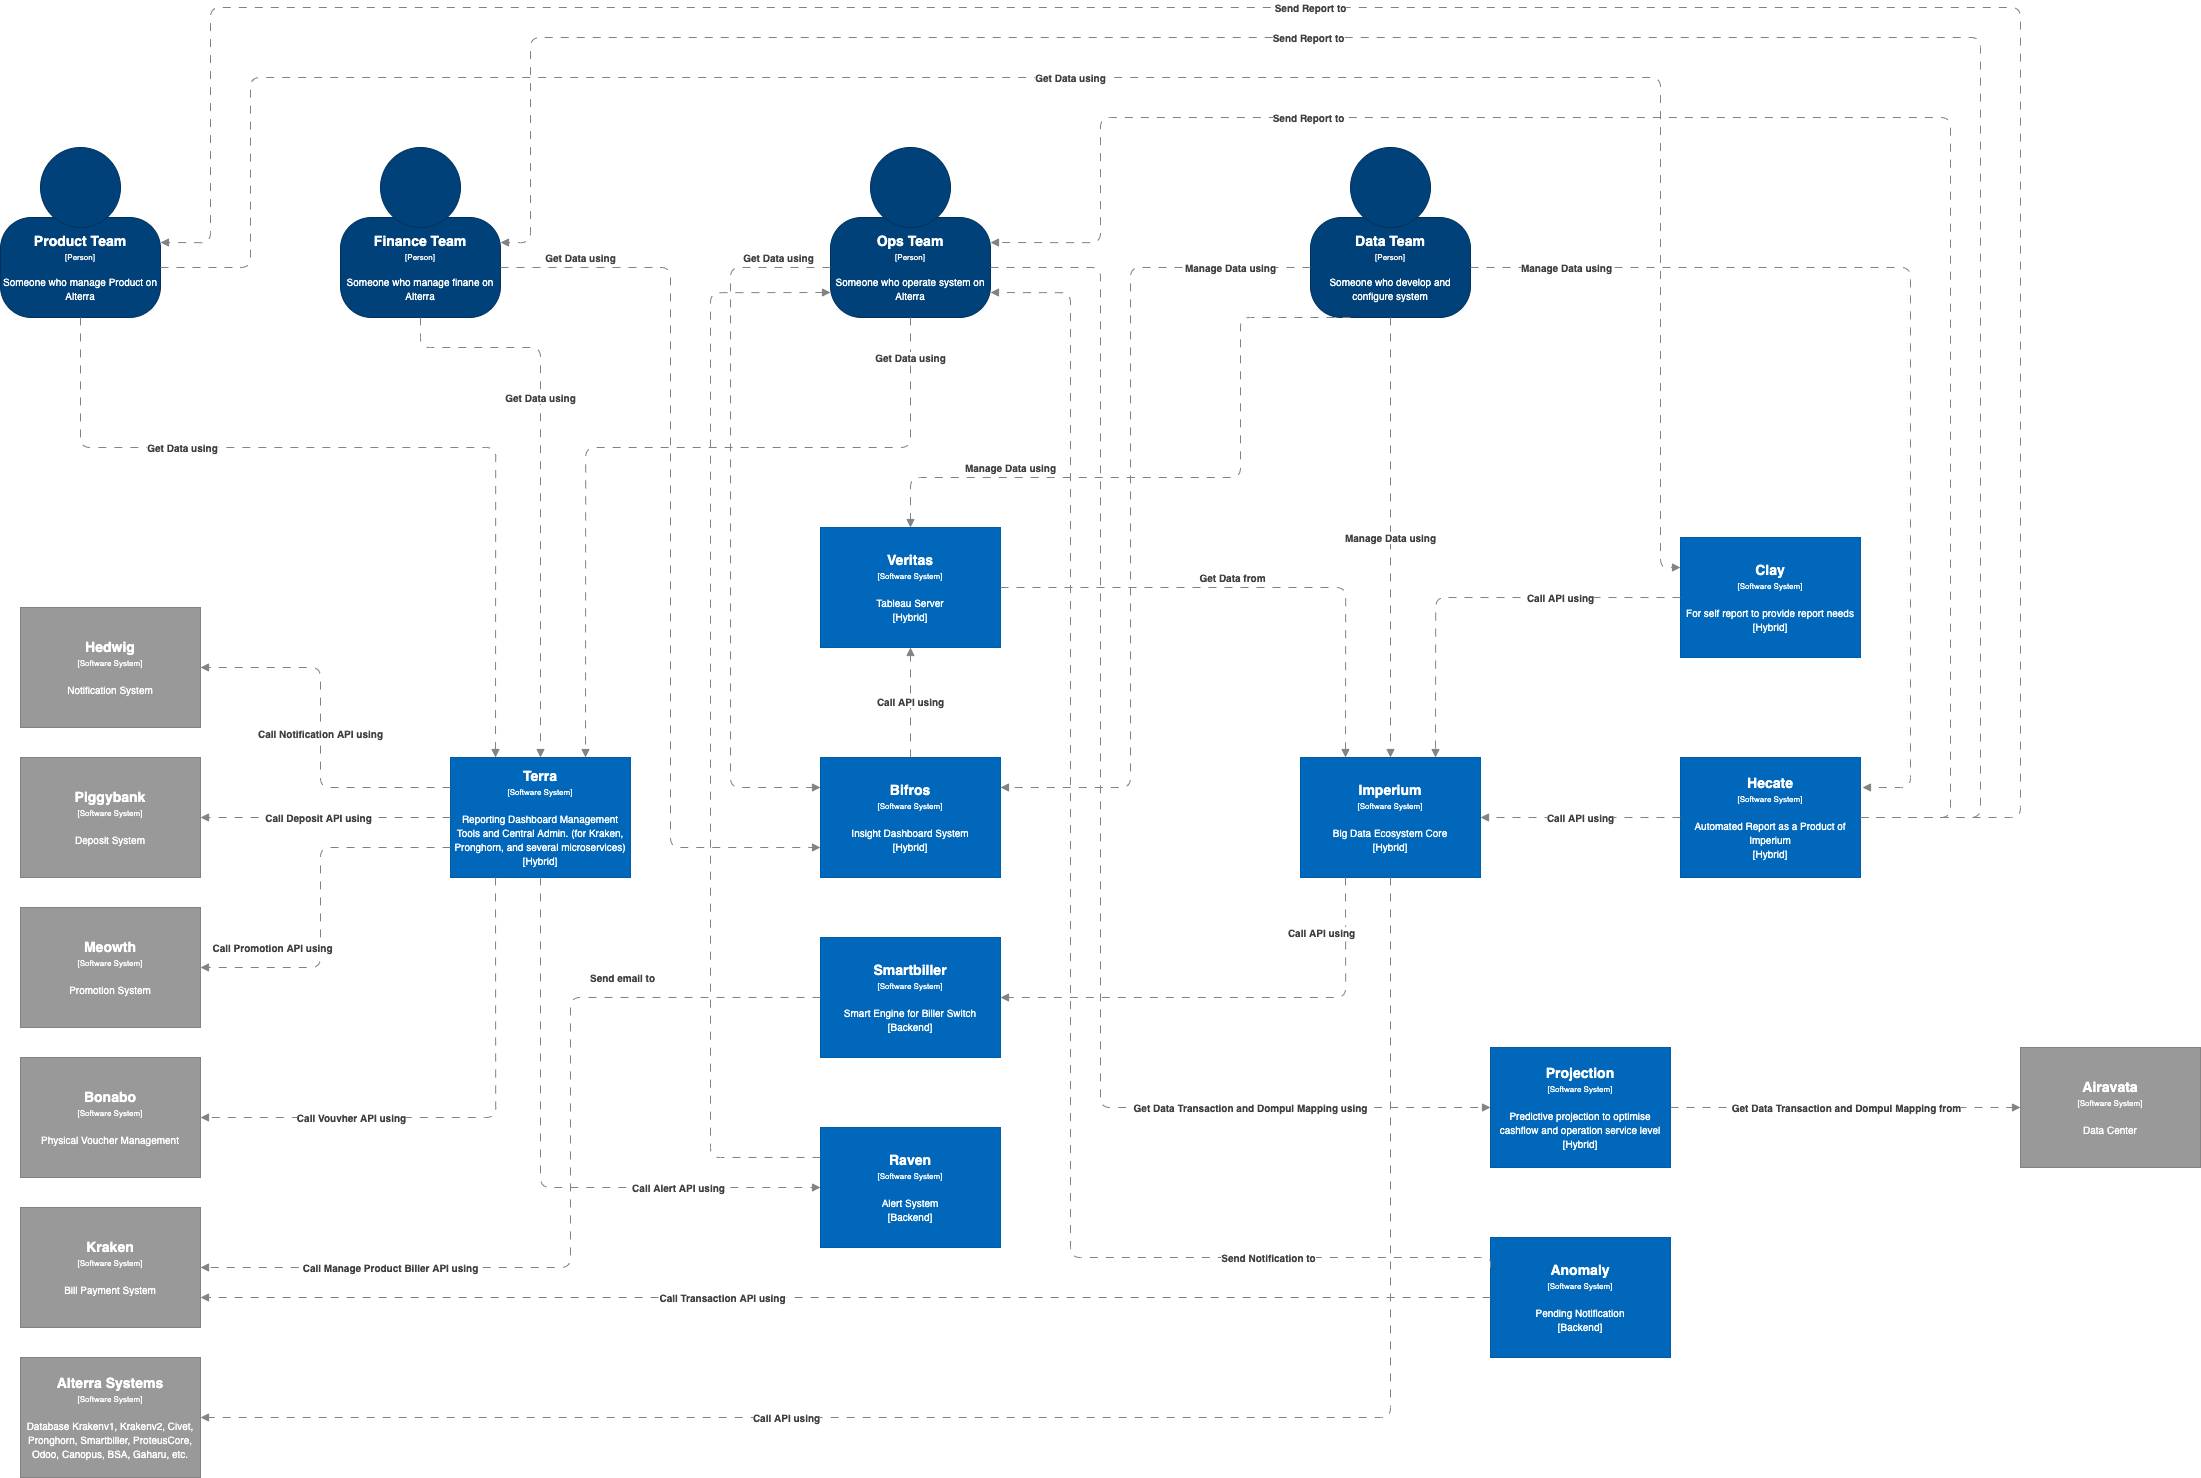 Send Report to
Send Report to
Get Data using
Send Report to
Product Team
[Person]
Someone who manage Product on
Alterra
Finance Team
[Person]
Someone who manage finane on
Alterra
Get Data using
Get Data using
Ops Team
[Person]
Someone who operate system on
Alterra
Manage Data using
Data Team
[Person]
Someone who develop and
configure system
Manage Data using
Get Data using
Get Data using
Get Data using
Manage Data using
Manage Data using
Veritas
[Software System]
Tableau Server
[Hybrid]
Get Data from
Call API using
Clay
[Software System]
For self report to provide report needs
[Hybrid]
Hedwig
[Software System]
Notification System
Call Notification API using
Call API using
Piggybank
[Software System]
Deposit System
Call Deposit API using
Terra
[Software System]
Reporting Dashboard Management
Tools and Central Admin. (for Kraken,
Pronghorn, and several microservices)
[Hybrid]
Bifros
[Software System]
Insight Dashboard System
[Hybrid]
Imperium
[Software System]
Big Data Ecosystem Core
[Hybrid]
Call API using
Hecate
[Software System]
Automated Report as a Product of
Imperium
[Hybrid]
Meowth
[Software System]
Promotion System
Call Promotion API using
Send email to
Smartbiller
[Software System]
Smart Engine for Biller Switch
[Backend]
Call API using
Bonabo
[Software System]
Physical Voucher Management
Call Vouvher API using
Get Data Transaction and Dompul Mapping using
Projection
[Software System]
Predictive projection to optimise
cashflow and operation service level
[Hybrid]
Get Data Transaction and Dompul Mapping from
Airavata
[Software System]
Data Center
Call Alert API using
Raven
[Software System]
Alert System
[Backend]
Kraken
[Software System]
Bill Payment System
Call Manage Product Biller API using
Call Transaction API using
Send Notification to
Anomaly
[Software System]
Pending Notification
[Backend]
Alterra Systems
[Software System]
Database Krakenv1, Krakenv2, Civet,
Pronghorn, Smartbiller, ProteusCore,
Odoo, Canopus, BSA, Gaharu, etc.
Call API using